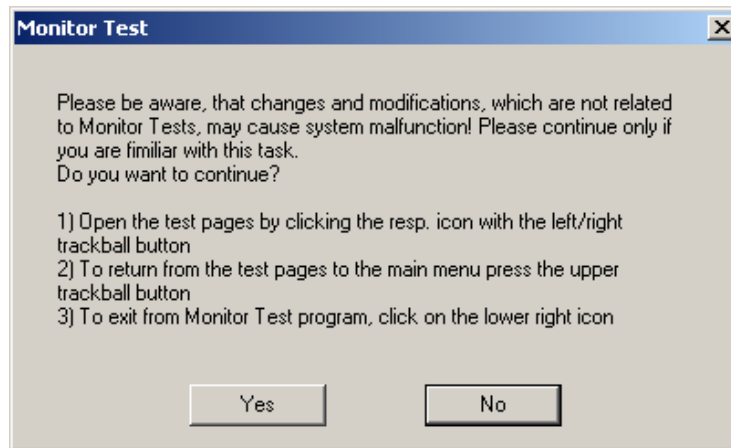 Monitor Test
Please be aware, that changes and modifications, which are not related
to Monitor Tests, may cause system malfunction! Please continue only if
you are fimiliar with this task.
Do you want to continue?
1) Open the test pages by clicking the resp. icon with the left/right
trackball button
2) To return from the test pages to the main menu press the upper
trackball button
3) To exit from Monitor Test program, click on the lower right icon
Yes No